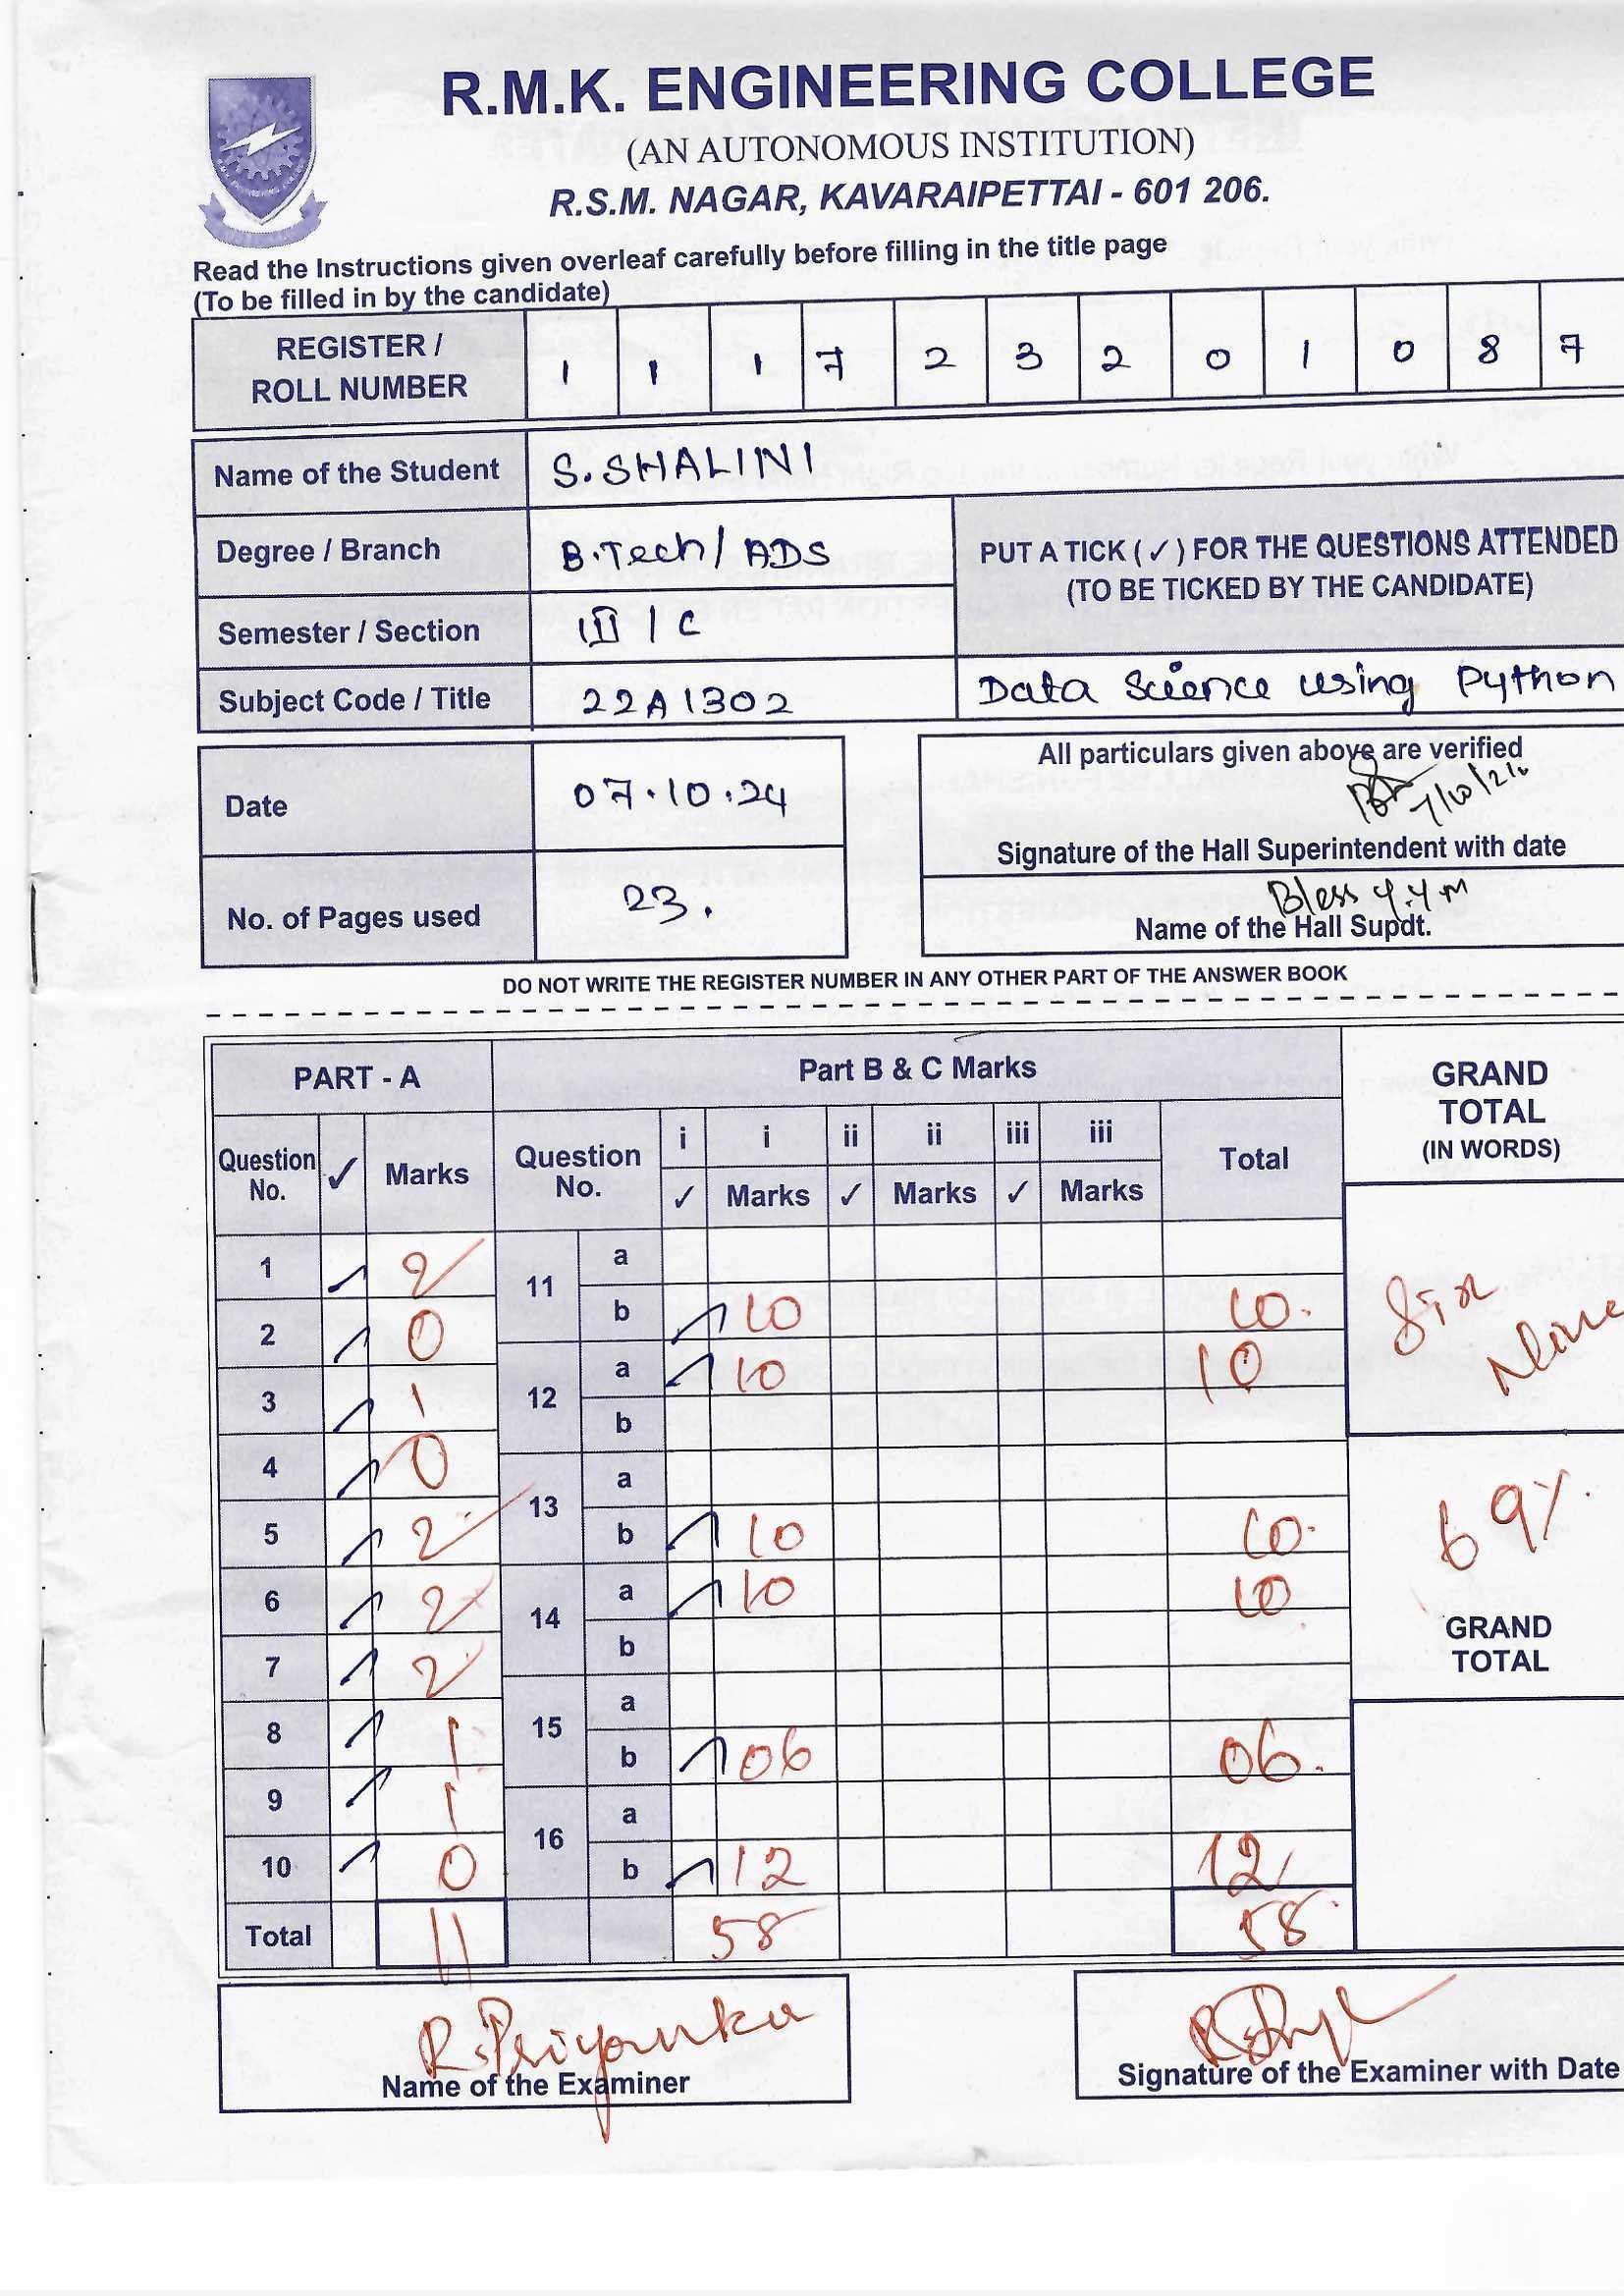 R.M.K. ENGINEERING COLLEGE
(AN AUTONOMOUS INSTITUTION)
R.S.M. NAGAR, KAVARAIPETTAI - 601 206.
Read the Instructions given overleaf carefully before filling in the title page
(To be filled in by the candidate)
REGISTER / ROLL NUMBER 1 1 1 7 2 3 2 0 1 0 8 7
Name of the Student S. SHALINI
Degree / Branch B.Tech / ADS
PUT A TICK (✓) FOR THE QUESTIONS ATTENDED
(TO BE TICKED BY THE CANDIDATE)
Semester / Section III / C
Subject Code / Title 22AI302 Data Science using Python
All particulars given above are verified
Date 07.10.24
Signature of the Hall Superintendent with date
No. of Pages used 23.
Bless
Name of the Hall Supdt.
DO NOT WRITE THE REGISTER NUMBER IN ANY OTHER PART OF THE ANSWER BOOK
PART - A Part B & C Marks GRAND TOTAL (IN WORDS)
Question No. ✓ Marks Question No. i ✓ i Marks ii ✓ ii Marks iii ✓ iii Marks Total
1 ✓ 2 11 a
2 ✓ 0 b ✓ 10 10.
Six Nine
3 ✓ 1 12 a ✓ 10 10
b
4 ✓ 0 13 a
5 ✓ 2 b ✓ 10 10.
69%.
6 ✓ 2 14 a ✓ 10 10
GRAND TOTAL
7 ✓ 2 b
8 ✓ 1 15 a
9 ✓ 1 b ✓ 06 06.
16 a
10 ✓ 0 b ✓ 12 12
Total 11 58 58
R. Priyanka
Name of the Examiner
Signature of the Examiner with Date